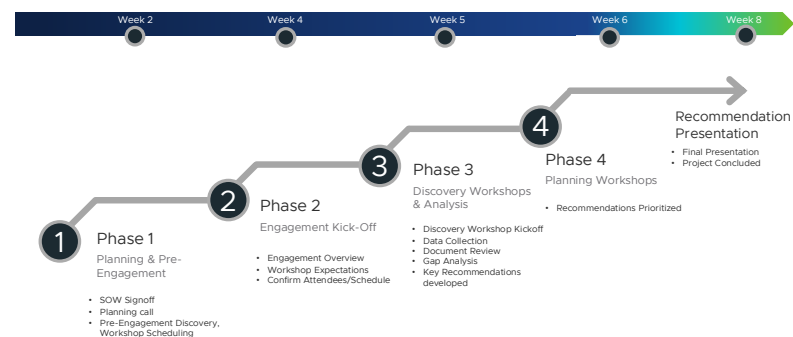 Week 2
Week 4
Week 5
Week 6
Week 8
1
Phase 1
Planning & Pre-
Engagement
• SOW Signoff
• Planning call
• Pre-Engagement Discovery,
Workshop Scheduling
2
Phase 2
Engagement Kick-Off
• Engagement Overview
• Workshop Expectations
• Confirm Attendees/Schedule
3
Phase 3
Discovery Workshops
& Analysis
• Discovery Workshop Kickoff
• Data Collection
• Document Review
• Gap Analysis
• Key Recommendations
developed
4
Phase 4
Planning Workshops
• Recommendations Prioritized
Recommendation
Presentation
• Final Presentation
• Project Concluded